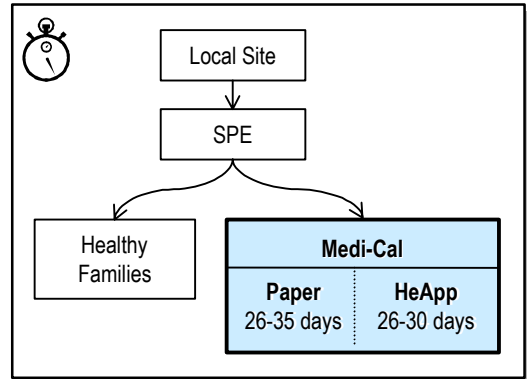 Local Site
SPE
Healthy
Families
Medi-Cal
Paper
26-35 days
HeApp
26-30 days